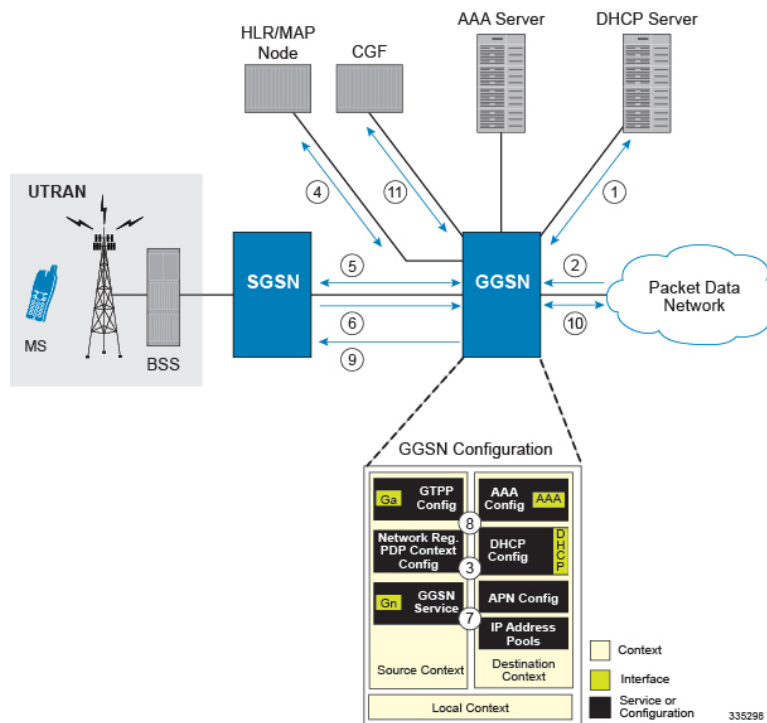 AAA Server
DHCP Server
HLR/MAP
Node
CGF
4
11
1
UTRAN
SGSN
GGSN
5
2
Packet Data
Network
6
10
9
MS
BSS
GGSN Configuration
Ga
GTPP
Config
AAA
Config
AAA
8
Network Reg.
PDP Context
Config
DHCP
Config
DHCP
3
Gn
GGSN
Service
APN Config
7
IP Address
Pools
Source Context
Destination
Context
Local Context
Context
Interface
Service or
Configuration
335298